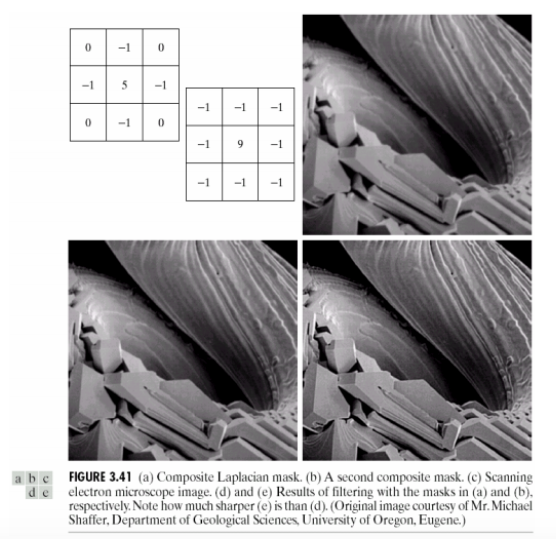 0 −1 0
−1 5 −1
0 −1 0
−1 −1 −1
−1 9 −1
−1 −1 −1
a b c
d e
FIGURE 3.41 (a) Composite Laplacian mask. (b) A second composite mask. (c) Scanning
electron microscope image. (d) and (e) Results of filtering with the masks in (a) and (b),
respectively. Note how much sharper (e) is than (d). (Original image courtesy of Mr. Michael
Shaffer, Department of Geological Sciences, University of Oregon, Eugene.)